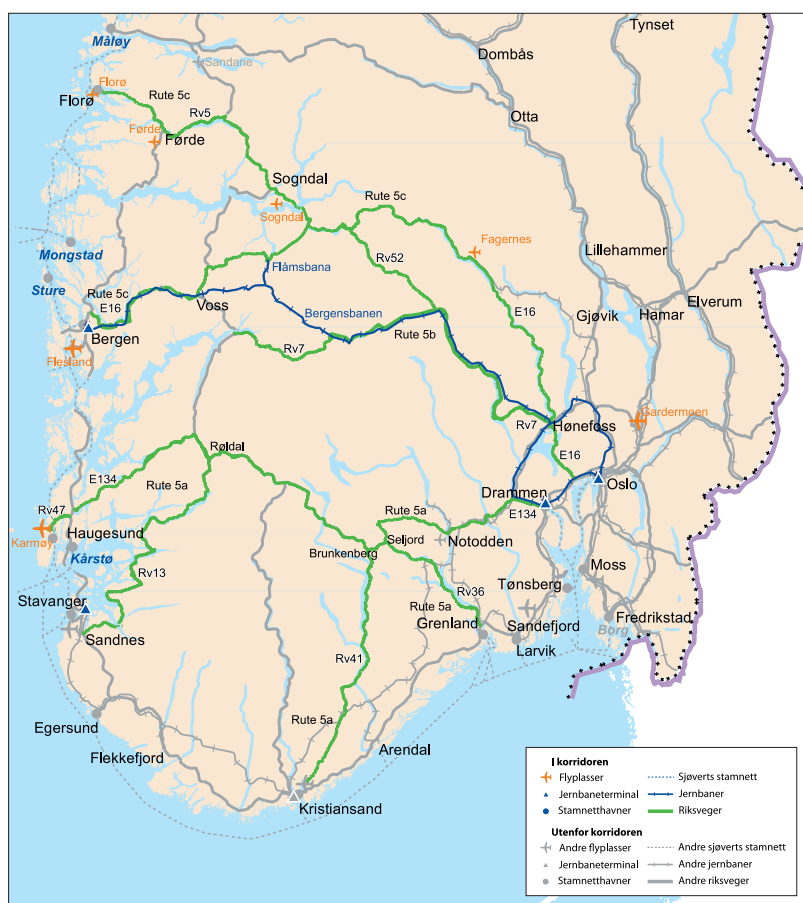 Måløy
Tynset
Dombås
Sandane
Florø
Florø
Rute 5c
Rv5
Otta
Førde
Førde
Sogndal
Rute 5c
Sogndal
Fagernes
Lillehammer
Mongstad
Rv52
Flåmsbana
Sture
Rute 5c
E16
Voss
Bergensbanen
E16
Elverum
Hamar
Gjøvik
Bergen
Rute 5b
Flesland
Rv7
Gardermoen
Rv7
Hønefoss
Røldal
E16
E134
Rute 5a
Oslo
Drammen
Rv47
Rute 5a
E134
Haugesund
Karmøy
Seljord
Notodden
Kårstø
Brunkenberg
Moss
Rv13
Tønsberg
Rv36
Stavanger
Rute 5a
Fredrikstad
Grenland
Sandefjord
Borg
Sandnes
Larvik
Rv41
Egersund
Rute 5a
Flekkefjord
Arendal
Kristiansand
I korridoren
Flyplasser
Sjøverts stamnett
Jernbaneterminal
Jernbaner
Stamnetthavner
Riksveger
Utenfor korridoren
Andre flyplasser
Andre sjøverts stamnett
Jernbaneterminal
Andre jernbaner
Stamnetthavner
Andre riksveger